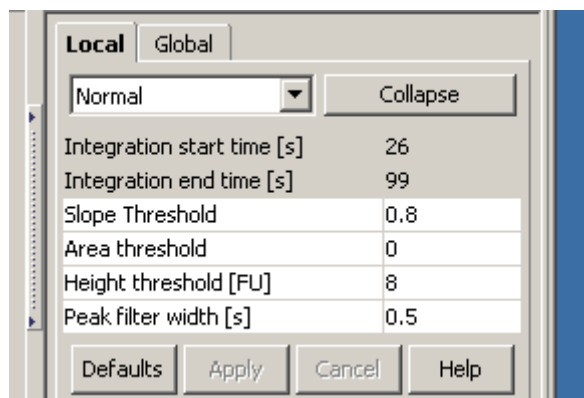 Local Global
Normal Collapse
Integration start time [s] 26
Integration end time [s] 99
Slope Threshold 0.8
Area threshold 0
Height threshold [FU] 8
Peak filter width [s] 0.5
Defaults Apply Cancel Help